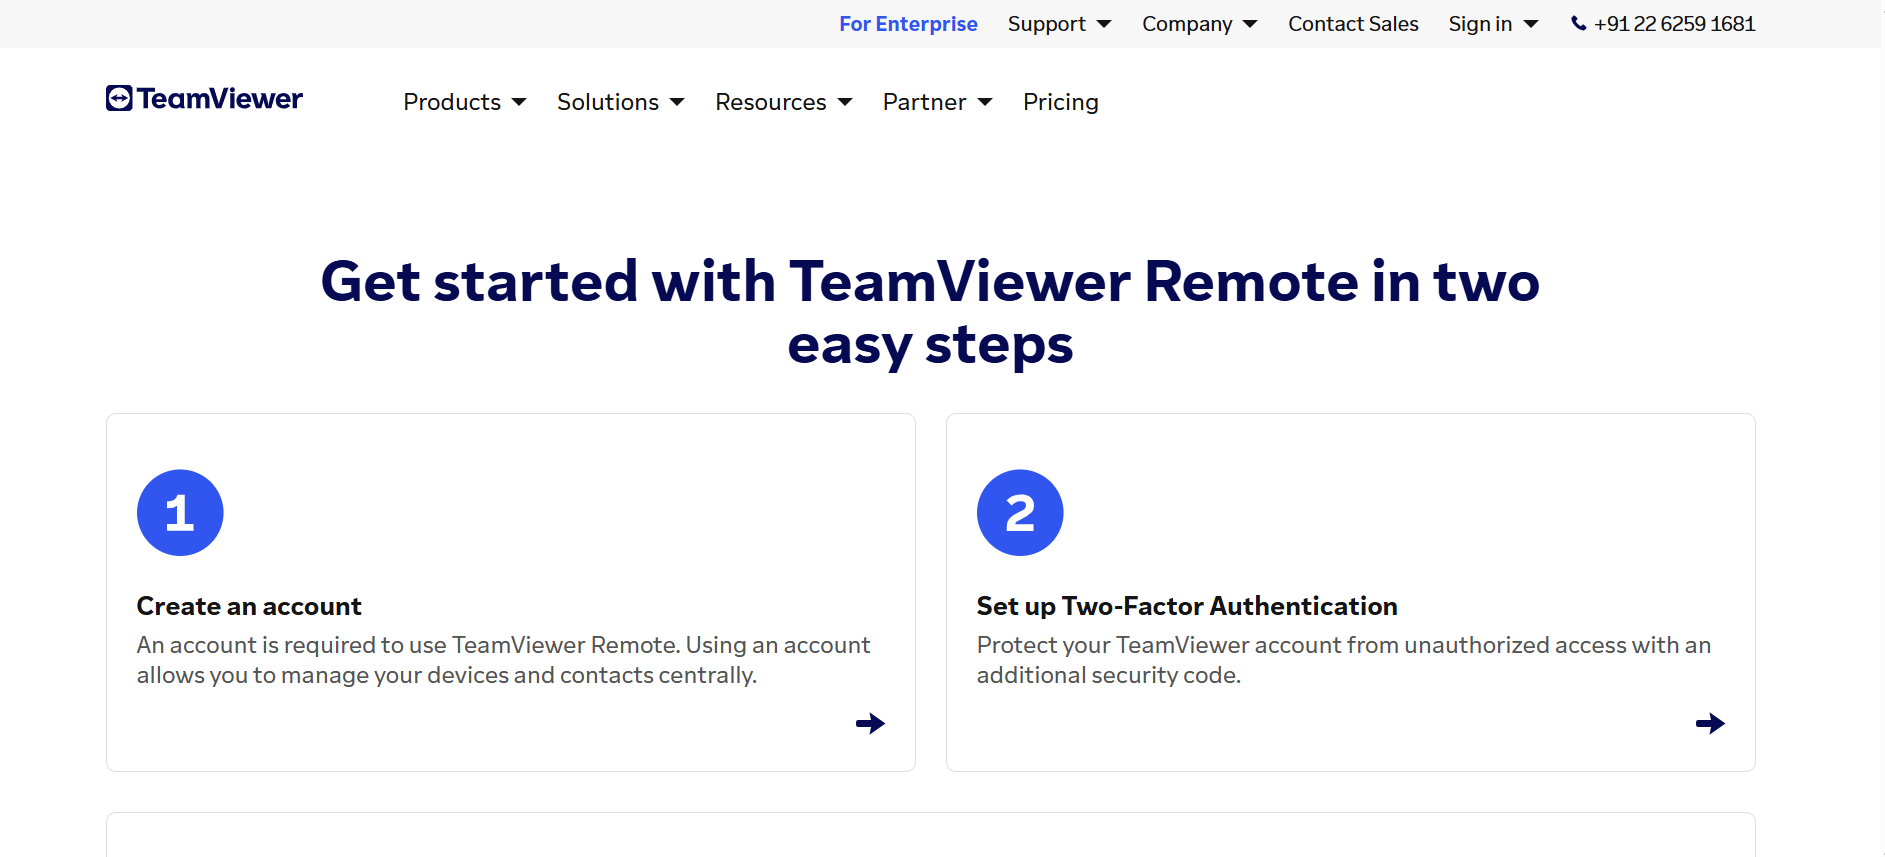 For Enterprise Support Company Contact Sales Sign in +91 22 6259 1681
TeamViewer Products Solutions Resources Partner Pricing
Get started with TeamViewer Remote in two
easy steps
1
Create an account
An account is required to use TeamViewer Remote. Using an account
allows you to manage your devices and contacts centrally.
2
Set up Two-Factor Authentication
Protect your TeamViewer account from unauthorized access with an
additional security code.